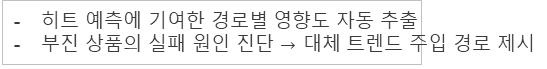 - 히트 예측에 기여한 경로별 영향도 자동 추출
- 부진 상품의 실패 원인 진단 → 대체 트렌드 주입 경로 제시